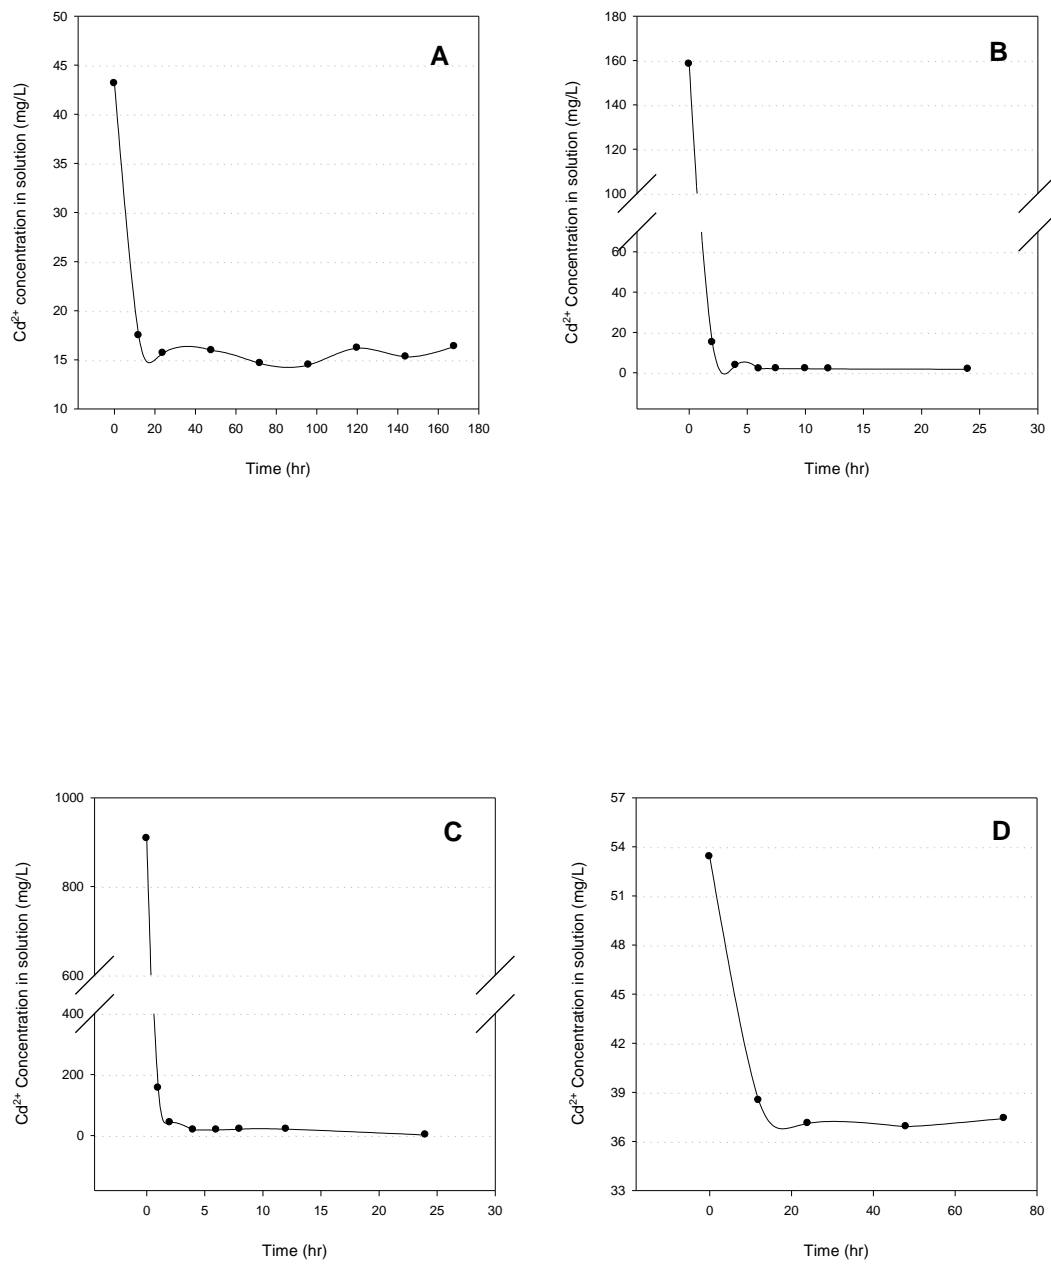 A
Cd2+ concentration in solution (mg/L)
50
45
40
35
30
25
20
15
10
0 20 40 60 80 100 120 140 160 180
Time (hr)
B
Cd2+ Concentration in solution (mg/L)
180
160
140
120
100
60
40
20
0
0 5 10 15 20 25 30
Time (hr)
C
Cd2+ Concentration in solution (mg/L)
1000
800
600
400
200
0
0 5 10 15 20 25 30
Time (hr)
D
Cd2+ Concentration in solution (mg/L)
57
54
51
48
45
42
39
36
33
0 20 40 60 80
Time (hr)